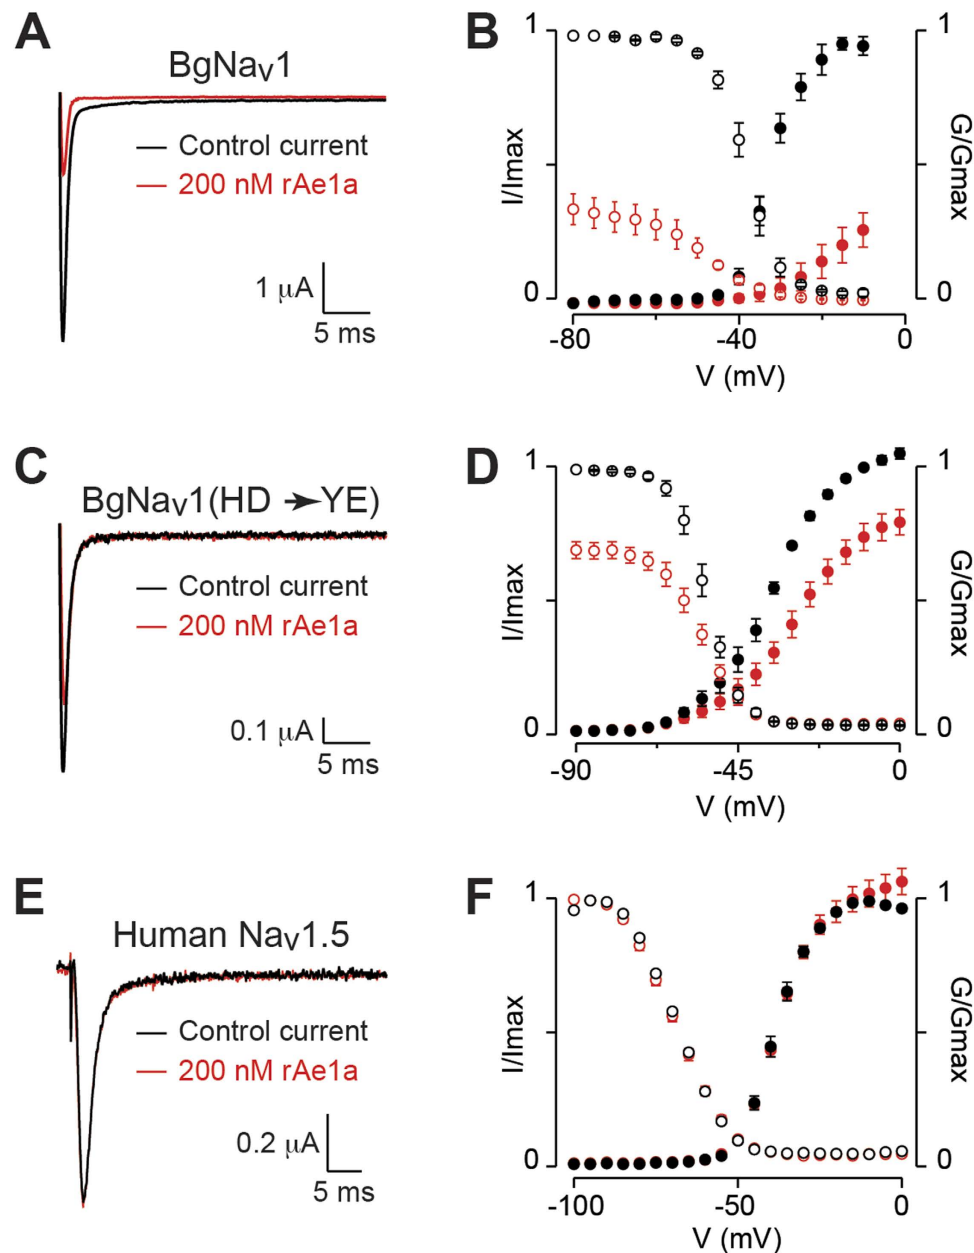 A
BgNav1
Control current
200 nM rAe1a
1 μA
5 ms
B
1
1
I/Imax
G/Gmax
0
0
-80
-40
0
V (mV)
C
BgNav1(HD →YE)
Control current
200 nM rAe1a
0.1 μA
5 ms
D
1
1
I/Imax
G/Gmax
0
0
-90
-45
0
V (mV)
E
Human Nav1.5
Control current
200 nM rAe1a
0.2 μA
5 ms
F
1
1
I/Imax
G/Gmax
0
0
-100
-50
0
V (mV)